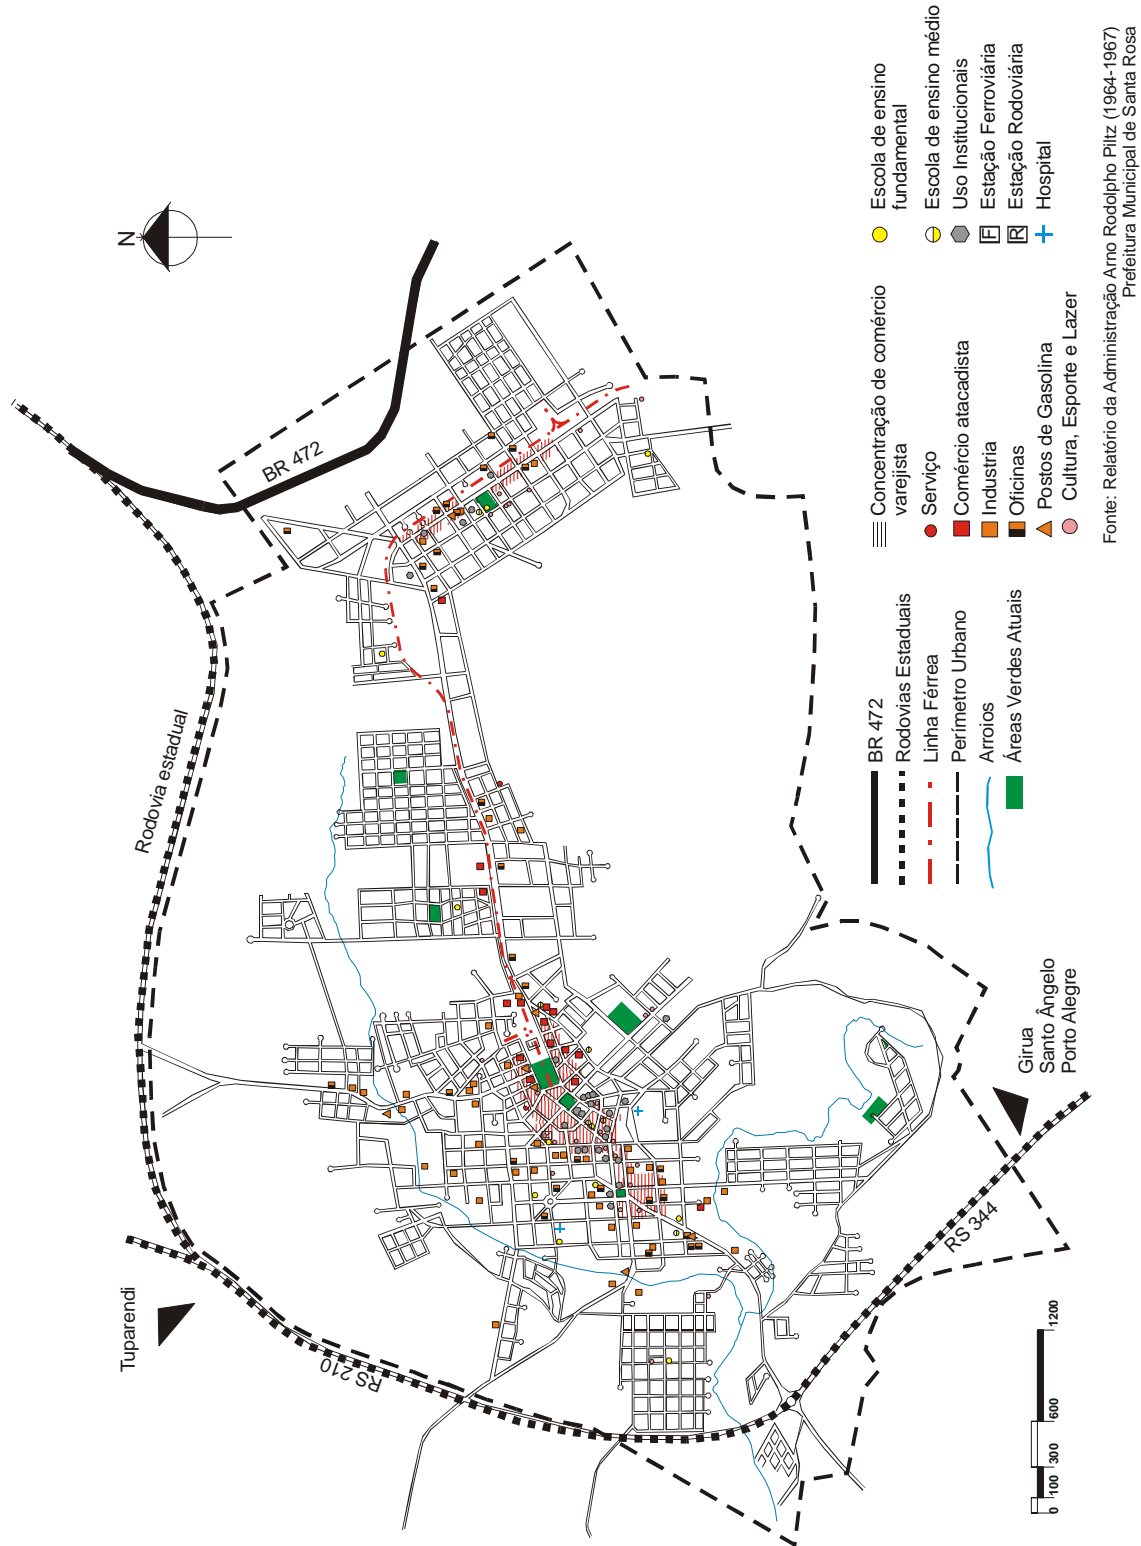 N
BR 472
Rodovia estadual
Tuparendi
RS 210
RS 344
Girua
Santo Ângelo
Porto Alegre
0 100 300 600 1200
BR 472
Rodovias Estaduais
Linha Férrea
Perímetro Urbano
Arroios
Áreas Verdes Atuais
Concentração de comércio
varejista
Serviço
Comércio atacadista
Industria
Oficinas
Postos de Gasolina
Cultura, Esporte e Lazer
Escola de ensino
fundamental
Escola de ensino médio
Uso Institucionais
F Estação Ferroviária
R Estação Rodoviária
Hospital
Fonte: Relatório da Administração Arno Rodolpho Piltz (1964-1967)
Prefeitura Municipal de Santa Rosa